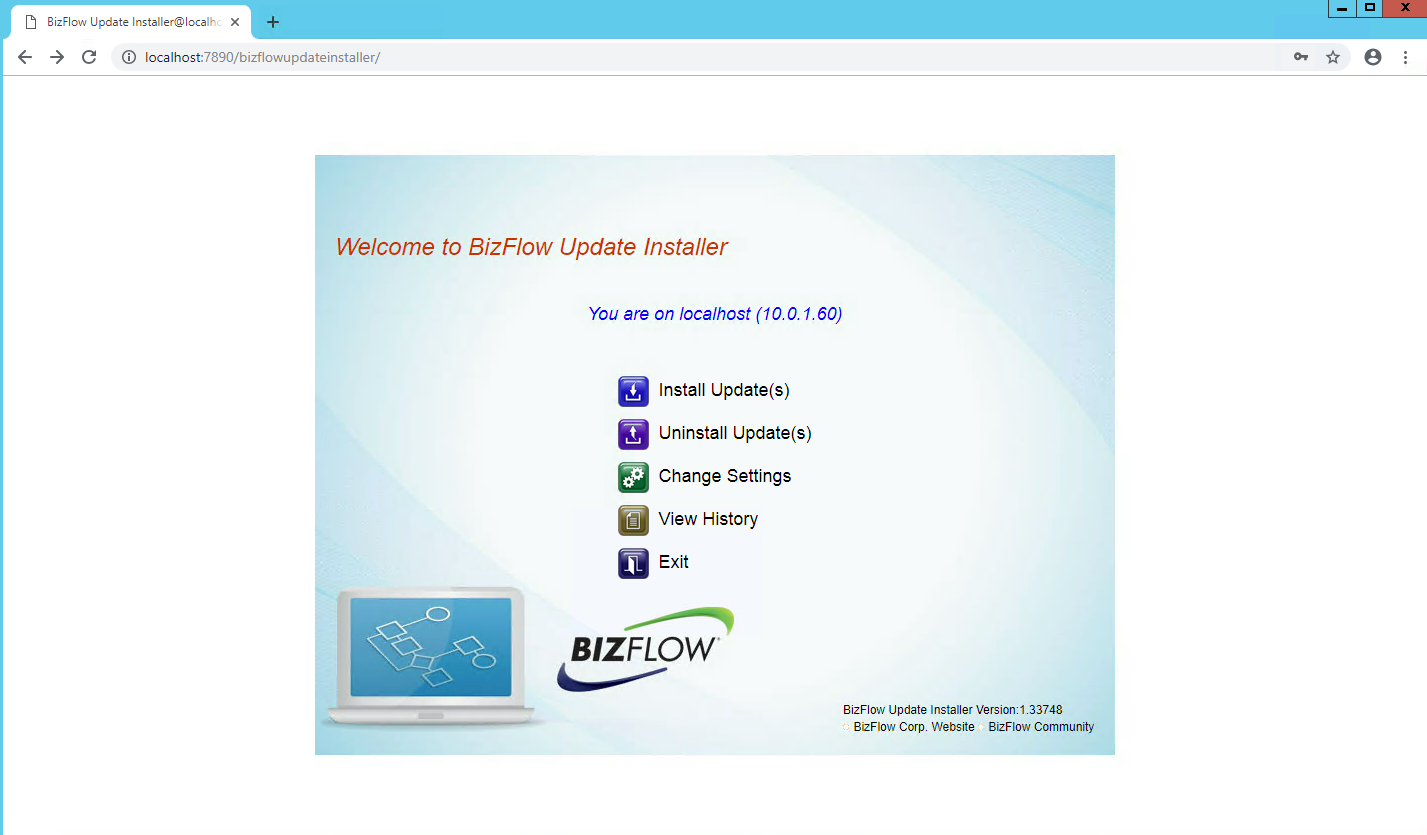 BizFlow Update Installer@localho
localhost:7890/bizflowupdateinstaller/
Welcome to BizFlow Update Installer
You are on localhost (10.0.1.60)
Install Update(s)
Uninstall Update(s)
Change Settings
View History
Exit
BIZFLOW
BizFlow Update Installer Version:1.33748
BizFlow Corp. Website BizFlow Community